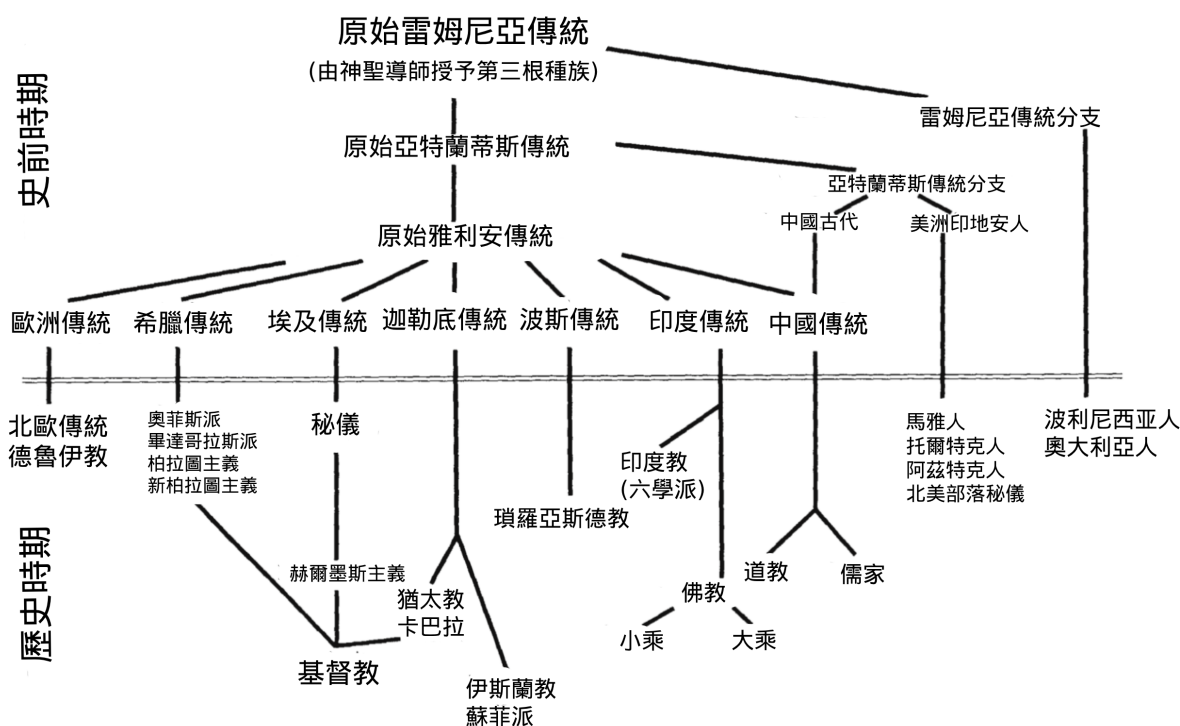 原始雷姆尼亞傳統
(由神聖導師授予第三根種族)
史前時期
雷姆尼亞傳統分支
原始亞特蘭蒂斯傳統
亞特蘭蒂斯傳統分支
中國古代
美洲印地安人
原始雅利安傳統
歐洲傳統
希臘傳統
埃及傳統
迦勒底傳統
波斯傳統
印度傳統
中國傳統
北歐傳統
德魯伊教
奧菲斯派
畢達哥拉斯派
柏拉圖主義
新柏拉圖主義
秘儀
印度教
(六學派)
馬雅人
托爾特克人
阿茲特克人
北美部落秘儀
波利尼西亚人
奧大利亞人
瑣羅亞斯德教
歷史時期
赫爾墨斯主義
猶太教
卡巴拉
道教
儒家
佛教
小乘
大乘
基督教
伊斯蘭教
蘇菲派